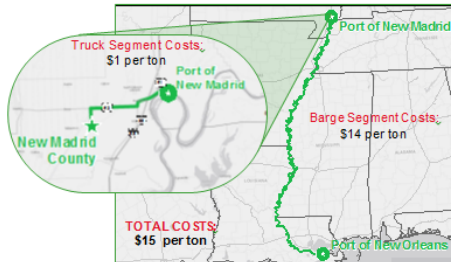 Truck Segment Costs:
$1 per ton
Port of
New Madrid
New Madrid
County
Port of New Madrid
Barge Segment Costs:
$14 per ton
TOTAL COSTS:
$15 per ton
Port of New Orleans